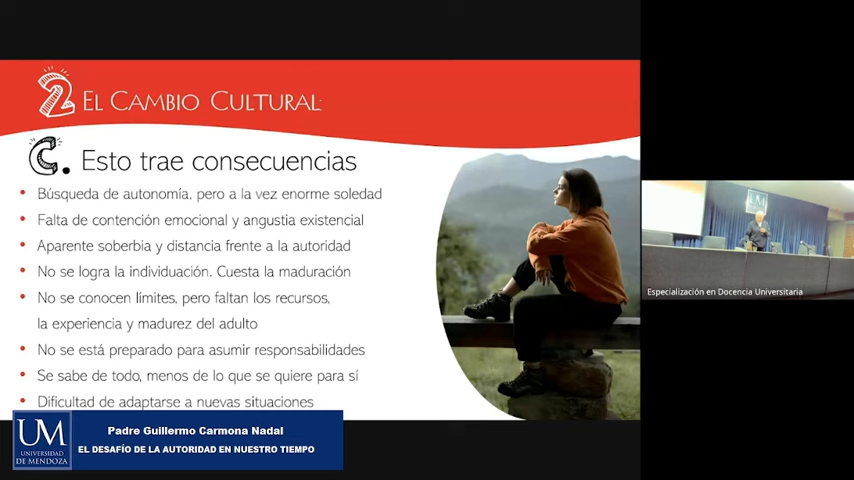 2 EL CAMBIO CULTURAL:
C. Esto trae consecuencias
• Búsqueda de autonomía, pero a la vez enorme soledad
• Falta de contención emocional y angustia existencial
• Aparente soberbia y distancia frente a la autoridad
• No se logra la individuación. Cuesta la maduración
• No se conocen límites, pero faltan los recursos,
la experiencia y madurez del adulto
• No se está preparado para asumir responsabilidades
• Se sabe de todo, menos de lo que se quiere para sí
• Dificultad de adaptarse a nuevas situaciones
UM
UNIVERSIDAD
DE MENDOZA
Padre Guillermo Carmona Nadal
EL DESAFÍO DE LA AUTORIDAD EN NUESTRO TIEMPO
UM
Especialización en Docencia Universitaria